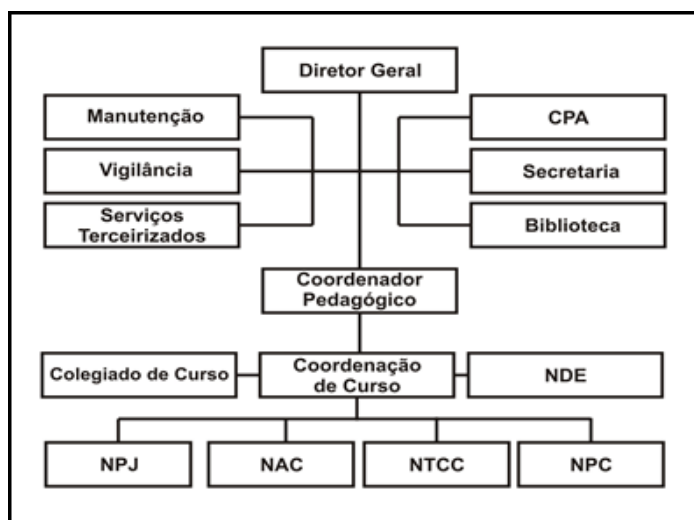 Diretor Geral
Manutenção
CPA
Vigilância
Secretaria
Serviços
Terceirizados
Biblioteca
Coordenador
Pedagógico
Colegiado de Curso
Coordenação
de Curso
NDE
NPJ
NAC
NTCC
NPC